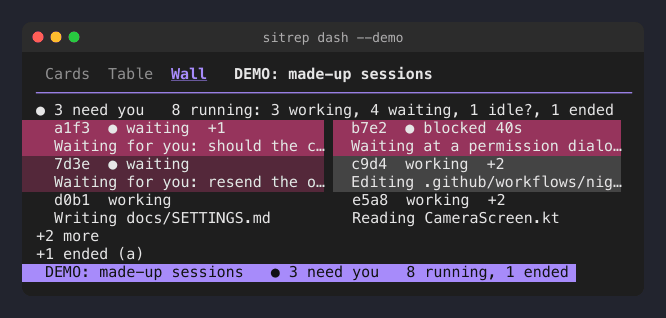 sitrep dash --demo
Cards Table Wall DEMO: made-up sessions
● 3 need you 8 running: 3 working, 4 waiting, 1 idle?, 1 ended
a1f3 ● waiting +1 b7e2 ● blocked 40s
Waiting for you: should the c… Waiting at a permission dialo…
7d3e ● waiting c9d4 working +2
Waiting for you: resend the o… Editing .github/workflows/nig…
d0b1 working e5a8 working +2
Writing docs/SETTINGS.md Reading CameraScreen.kt
+2 more
+1 ended (a)
DEMO: made-up sessions ● 3 need you 8 running, 1 ended